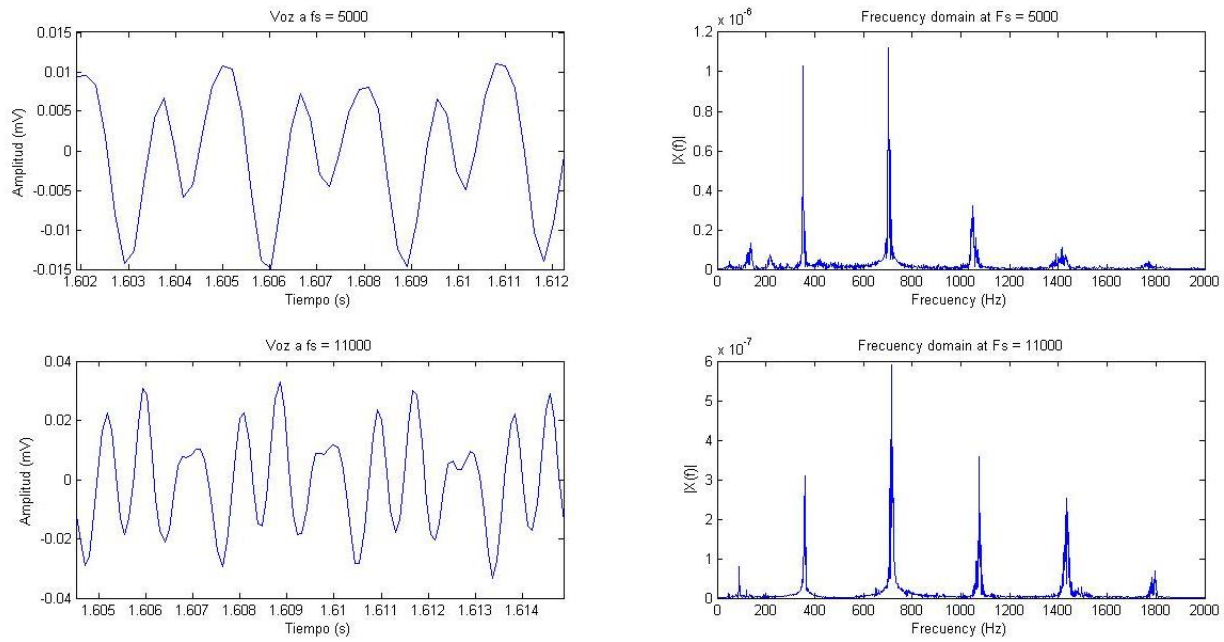 Voz a fs = 5000
0.015
0.01
0.005
0
-0.005
-0.01
-0.015
Amplitud (mV)
1.602 1.603 1.604 1.605 1.606 1.607 1.608 1.609 1.61 1.611 1.612
Tiempo (s)
Frecuency domain at Fs = 5000
x 10^-6
1.2
1
0.8
0.6
0.4
0.2
0
|X(f)|
0 200 400 600 800 1000 1200 1400 1600 1800 2000
Frecuency (Hz)
Voz a fs = 11000
0.04
0.02
0
-0.02
-0.04
Amplitud (mV)
1.605 1.606 1.607 1.608 1.609 1.61 1.611 1.612 1.613 1.614
Tiempo (s)
Frecuency domain at Fs = 11000
x 10^-7
6
5
4
3
2
1
0
|X(f)|
0 200 400 600 800 1000 1200 1400 1600 1800 2000
Frecuency (Hz)